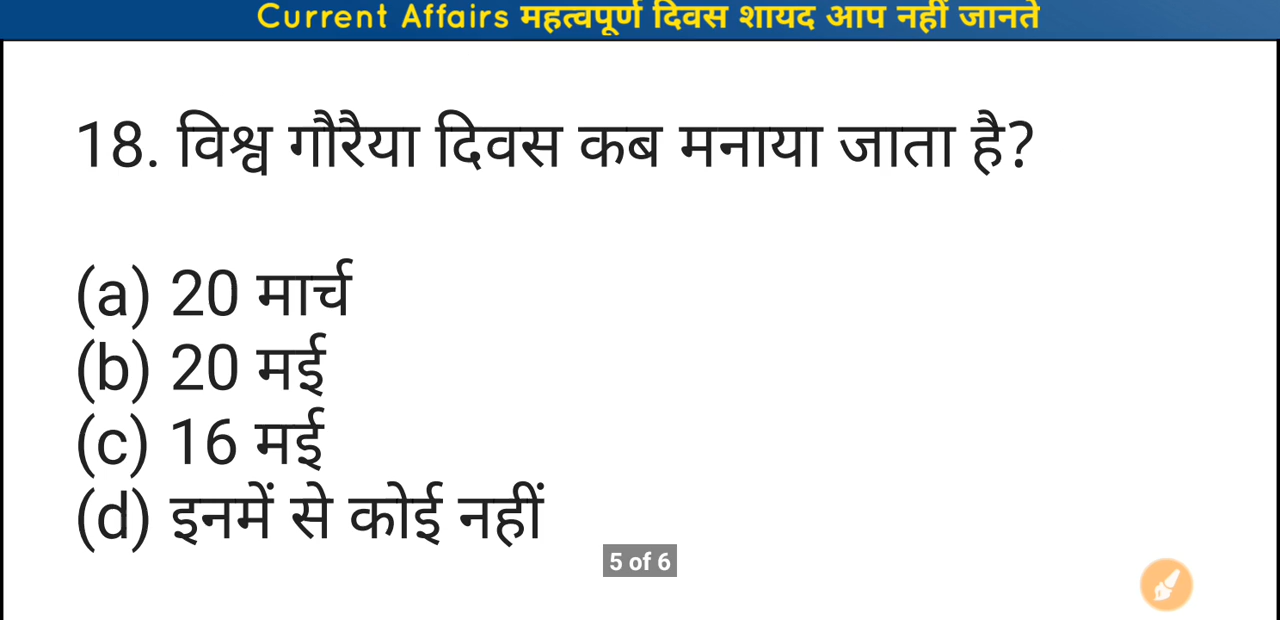 Current Affairs महत्वपूर्ण दिवस शायद आप नहीं जानते
18. विश्व गौरैया दिवस कब मनाया जाता है?
(a) 20 मार्च
(b) 20 मई
(c) 16 मई
(d) इनमें से कोई नहीं
5 of 6